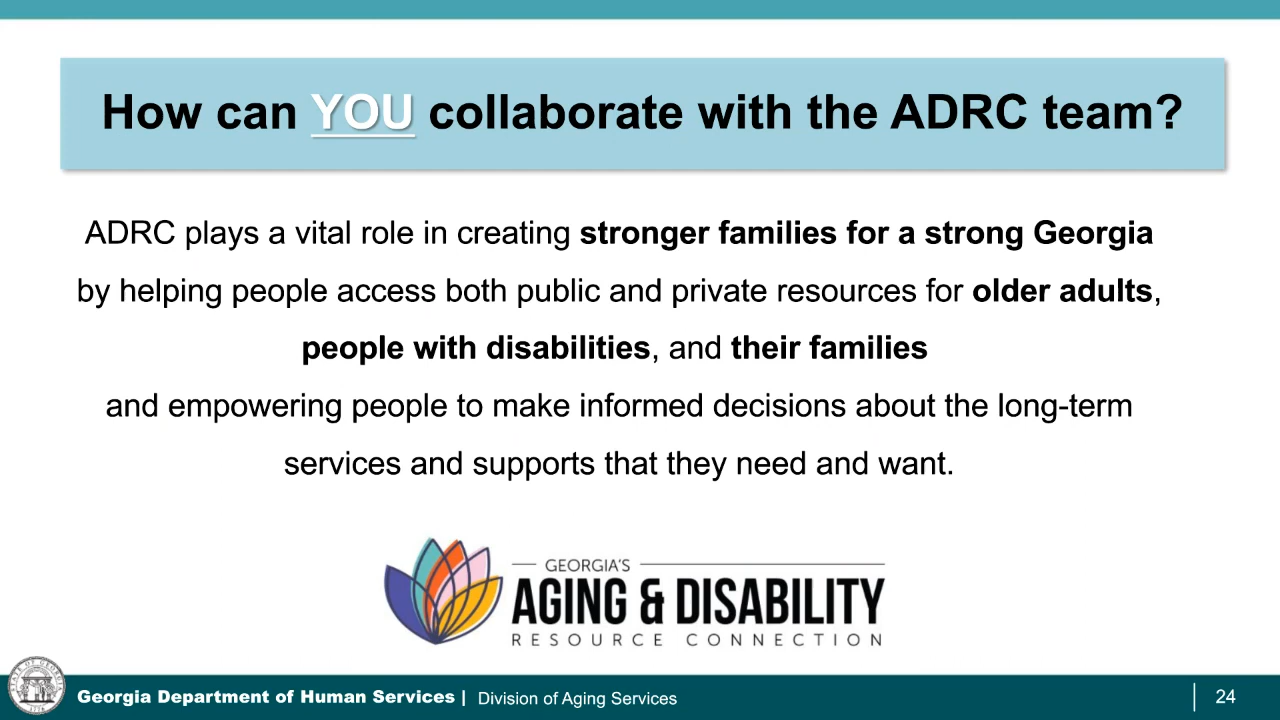 How can YOU collaborate with the ADRC team?
ADRC plays a vital role in creating stronger families for a strong Georgia
by helping people access both public and private resources for older adults,
people with disabilities, and their families
and empowering people to make informed decisions about the long-term
services and supports that they need and want.
GEORGIA'S
AGING & DISABILITY
RESOURCE CONNECTION
Georgia Department of Human Services | Division of Aging Services
24